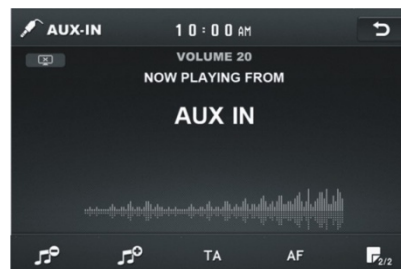 AUX-IN 10:00 AM
VOLUME 20
NOW PLAYING FROM
AUX IN
TA AF 2/2